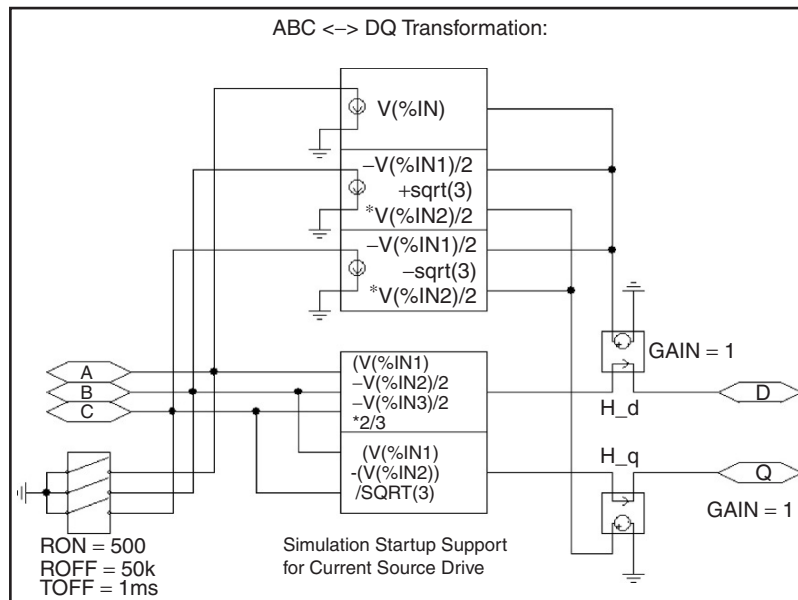 ABC <–> DQ Transformation:
V(%IN)
–V(%IN1)/2
+sqrt(3)
*V(%IN2)/2
–V(%IN1)/2
–sqrt(3)
*V(%IN2)/2
A
B
C
(V(%IN1)
–V(%IN2)/2
–V(%IN3)/2
*2/3
(V(%IN1)
-(V(%IN2))
/SQRT(3)
GAIN = 1
H_d
D
H_q
Q
GAIN = 1
RON = 500
ROFF = 50k
TOFF = 1ms
Simulation Startup Support
for Current Source Drive